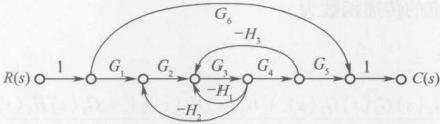 G₆
-H₃
R(s) 1 G₁ G₂ G₃ G₄ G₅ 1 C(s)
-H₁
-H₂